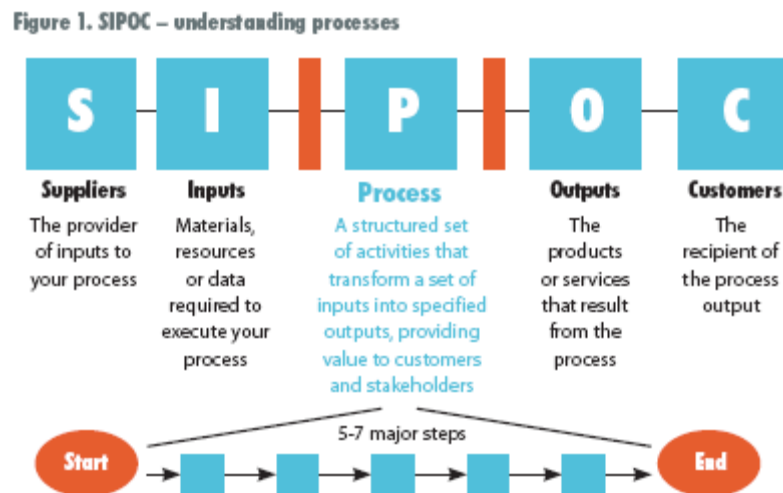 Figure 1. SIPOC – understanding processes
S I P O C
Suppliers
The provider
of inputs to
your process
Inputs
Materials,
resources
or data
required to
execute your
process
Process
A structured set
of activities that
transform a set of
inputs into specified
outputs, providing
value to customers
and stakeholders
Outputs
The
products
or services
that result
from the
process
Customers
The
recipient of
the process
output
5-7 major steps
Start
End